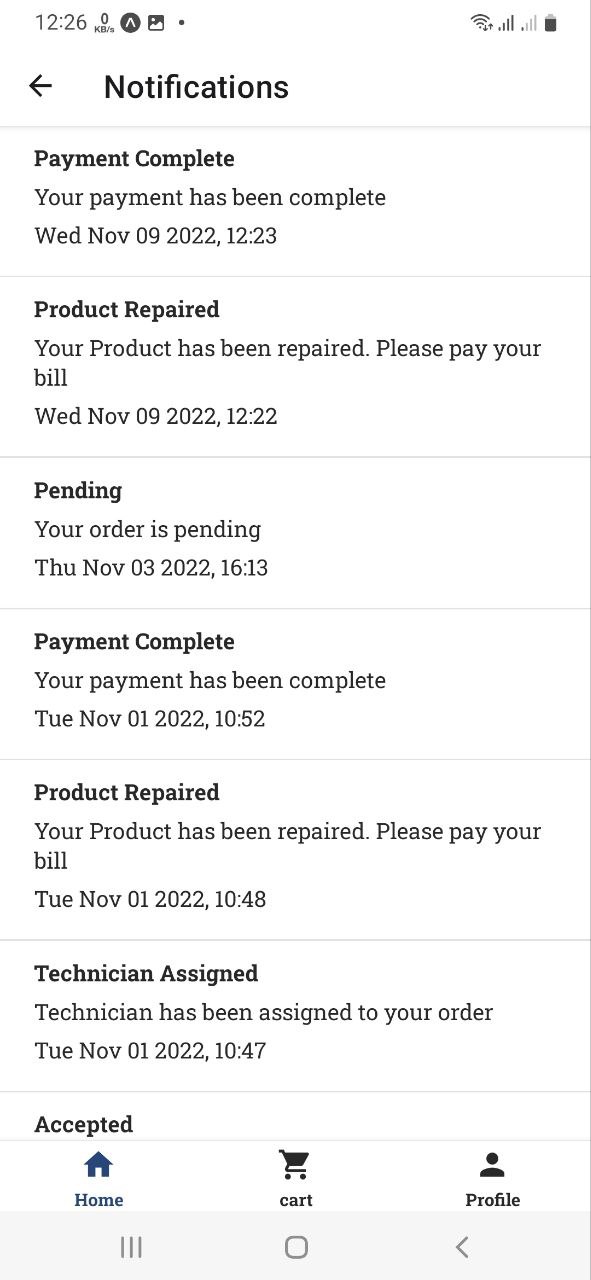 12:26 0 KB/s
Notifications
Payment Complete
Your payment has been complete
Wed Nov 09 2022, 12:23
Product Repaired
Your Product has been repaired. Please pay your
bill
Wed Nov 09 2022, 12:22
Pending
Your order is pending
Thu Nov 03 2022, 16:13
Payment Complete
Your payment has been complete
Tue Nov 01 2022, 10:52
Product Repaired
Your Product has been repaired. Please pay your
bill
Tue Nov 01 2022, 10:48
Technician Assigned
Technician has been assigned to your order
Tue Nov 01 2022, 10:47
Accepted
Home cart Profile